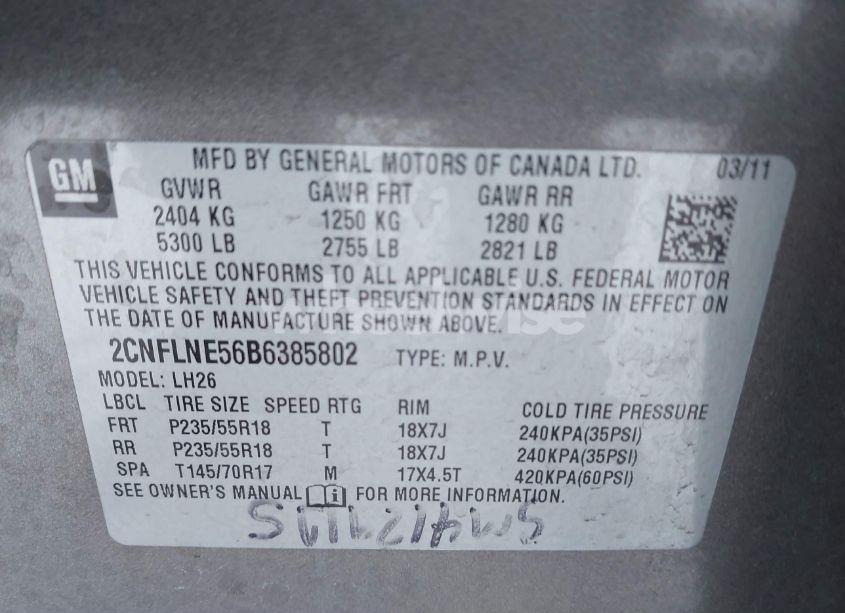 GM
MFD BY GENERAL MOTORS OF CANADA LTD. 03/11
GVWR GAWR FRT GAWR RR
2404 KG 1250 KG 1280 KG
5300 LB 2755 LB 2821 LB
THIS VEHICLE CONFORMS TO ALL APPLICABLE U.S. FEDERAL MOTOR
VEHICLE SAFETY AND THEFT PREVENTION STANDARDS IN EFFECT ON
THE DATE OF MANUFACTURE SHOWN ABOVE.
2CNFLNE56B6385802 TYPE: M.P.V.
MODEL: LH26
LBCL TIRE SIZE SPEED RTG RIM COLD TIRE PRESSURE
FRT P235/55R18 T 18X7J 240KPA(35PSI)
RR P235/55R18 T 18X7J 240KPA(35PSI)
SPA T145/70R17 M 17X4.5T 420KPA(60PSI)
SEE OWNER'S MANUAL FOR MORE INFORMATION.